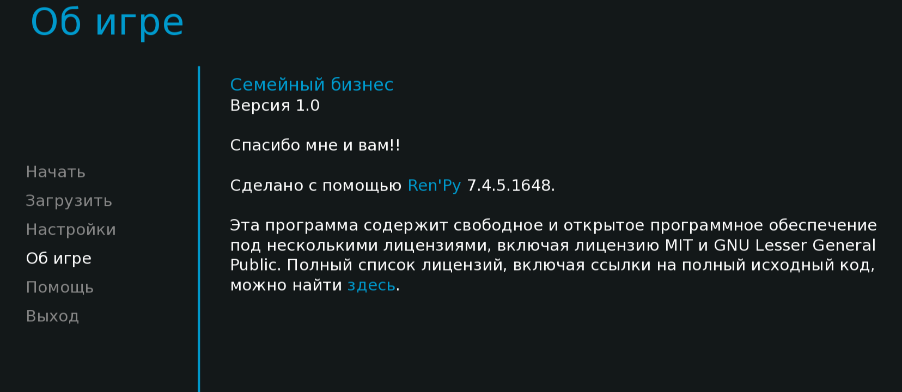 Об игре
Семейный бизнес
Версия 1.0
Спасибо мне и вам!!
Сделано с помощью Ren'Py 7.4.5.1648.
Эта программа содержит свободное и открытое программное обеспечение
под несколькими лицензиями, включая лицензию MIT и GNU Lesser General
Public. Полный список лицензий, включая ссылки на полный исходный код,
можно найти здесь.
Начать
Загрузить
Настройки
Об игре
Помощь
Выход